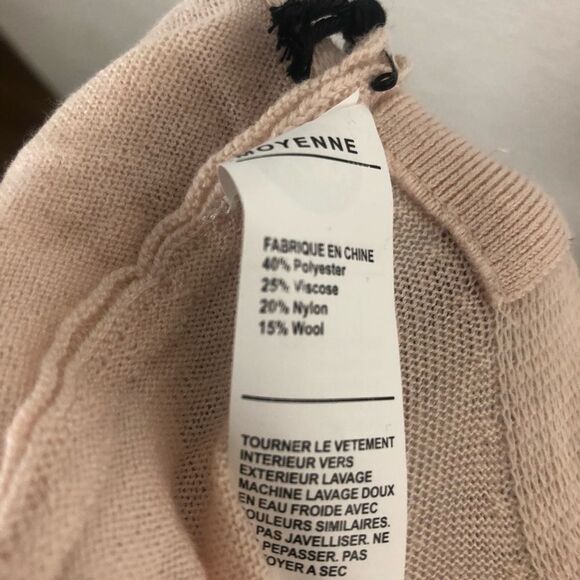 MOYENNE
FABRIQUE EN CHINE
40% Polyester
25% Viscose
20% Nylon
15% Wool
TOURNER LE VETEMENT
INTERIEUR VERS
EXTERIEUR LAVAGE
MACHINE LAVAGE DOUX
EN EAU FROIDE AVEC
OULEURS SIMILAIRES.
PAS JAVELLISER. NE
PEPASSER. PAS
OYER A SEC